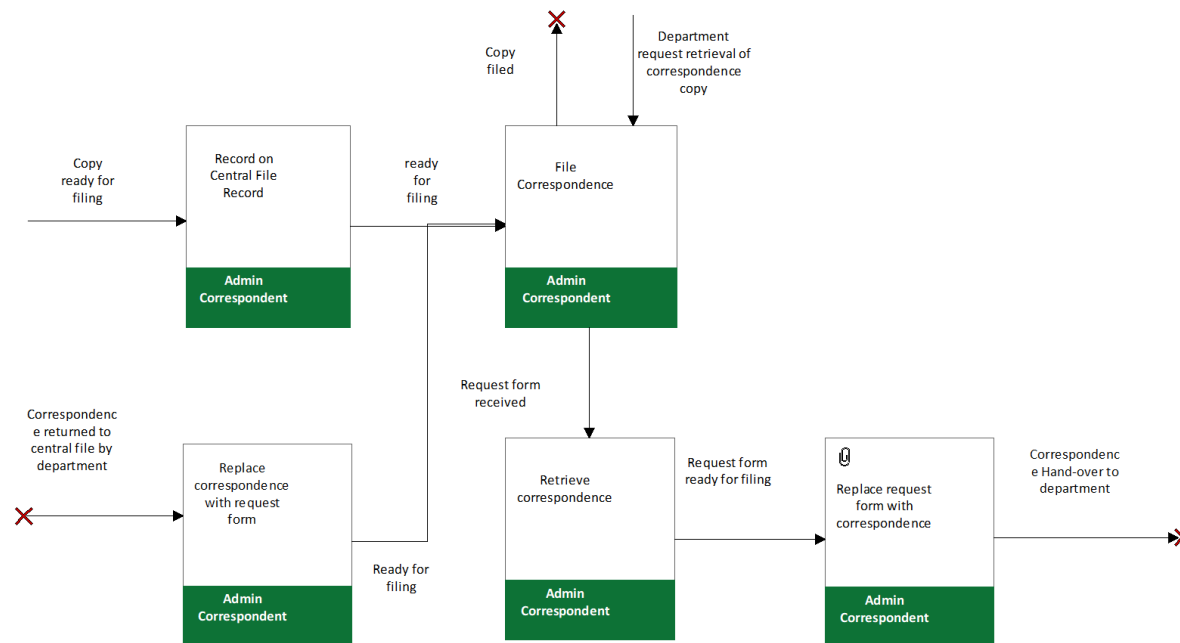 Copy
filed
Department
request retrieval of
correspondence
copy
Copy
ready for
filing
Record on
Central File
Record
ready
for
filing
File
Correspondence
Admin
Correspondent
Admin
Correspondent
Request form
received
Correspondenc
e returned to
central file by
department
Replace
correspondence
with request
form
Ready for
filing
Retrieve
correspondence
Request form
ready for filing
Replace request
form with
correspondence
Correspondenc
e Hand-over to
department
Admin
Correspondent
Admin
Correspondent
Admin
Correspondent